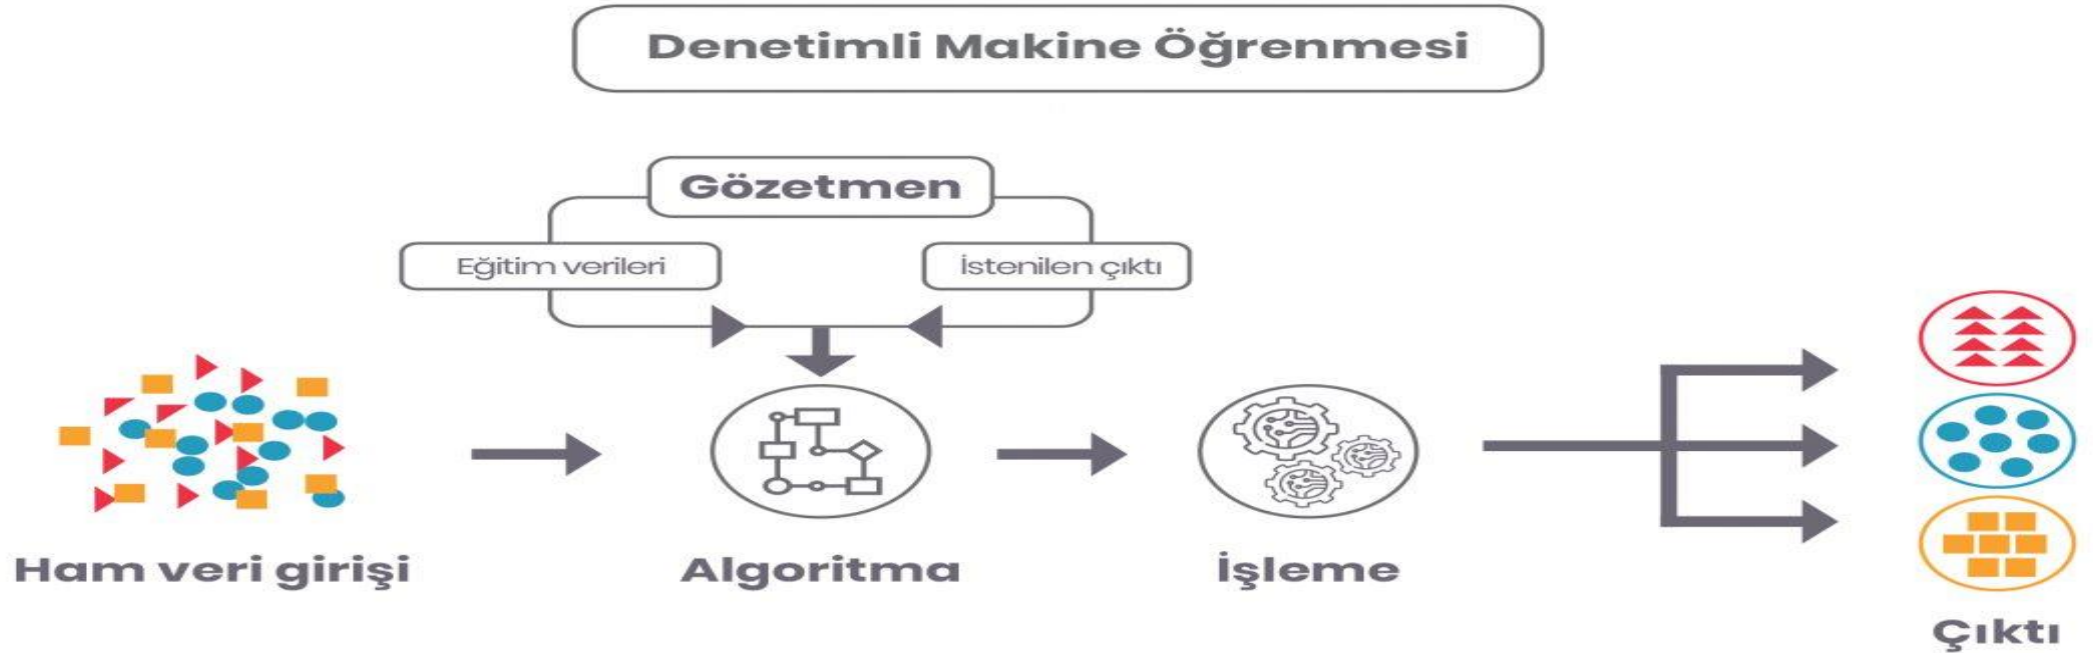 Denetimli Makine Öğrenmesi
Gözetmen
Eğitim verileri
İstenilen çıktı
Ham veri girişi
Algoritma
İşleme
Çıktı